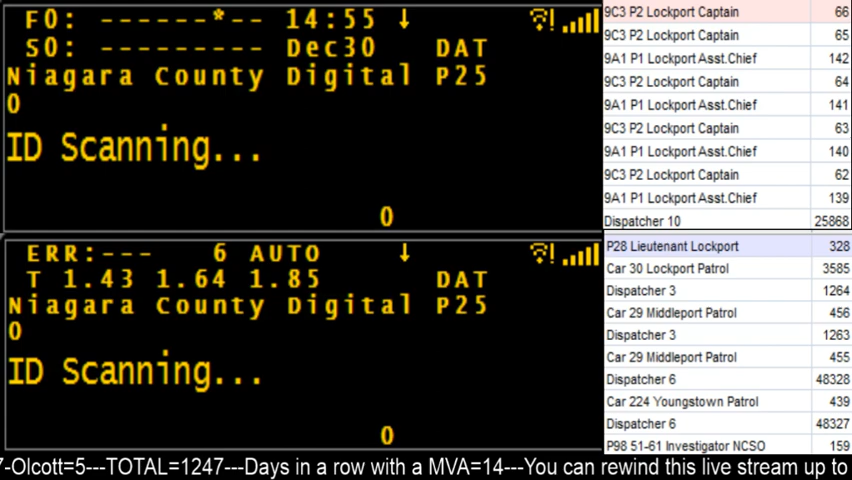 F0: ------*-- 14:55 ↓
S0: --------- Dec30 DAT
Niagara County Digital P25
0
ID Scanning...
0
9C3 P2 Lockport Captain 66
9C3 P2 Lockport Captain 65
9A1 P1 Lockport Asst.Chief 142
9C3 P2 Lockport Captain 64
9A1 P1 Lockport Asst.Chief 141
9C3 P2 Lockport Captain 63
9A1 P1 Lockport Asst.Chief 140
9C3 P2 Lockport Captain 62
9A1 P1 Lockport Asst.Chief 139
Dispatcher 10 25868
ERR:--- 6 AUTO ↓
T 1.43 1.64 1.85 DAT
Niagara County Digital P25
0
ID Scanning...
0
P28 Lieutenant Lockport 328
Car 30 Lockport Patrol 3585
Dispatcher 3 1264
Car 29 Middleport Patrol 456
Dispatcher 3 1263
Car 29 Middleport Patrol 455
Dispatcher 6 48328
Car 224 Youngstown Patrol 439
Dispatcher 6 48327
P98 51-61 Investigator NCSO 159
7-Olcott=5---TOTAL=1247---Days in a row with a MVA=14---You can rewind this live stream up to